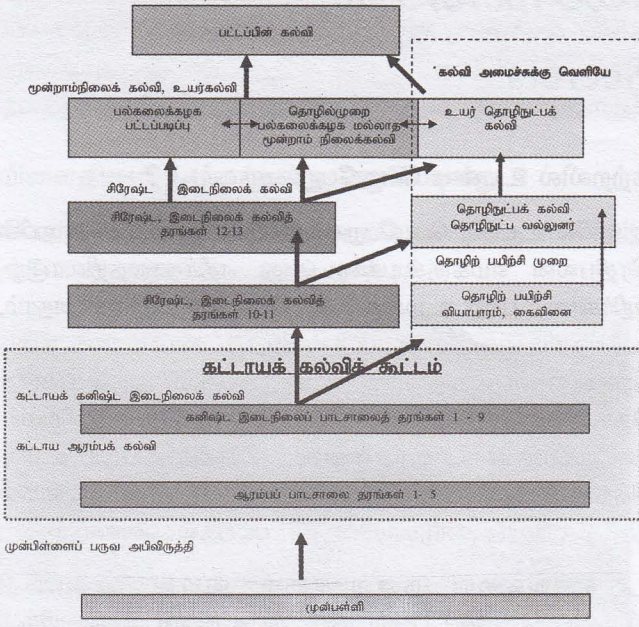 பட்டப்பின் கல்வி
கல்வி அமைச்சுக்கு வெளியே
மூன்றாம்நிலைக் கல்வி, உயர்கல்வி
பல்கலைக்கழக
பட்டப்படிப்பு
தொழில்முறை
பல்கலைக்கழக மல்லாத
மூன்றாம் நிலைக்கல்வி
உயர் தொழிநுட்பக்
கல்வி
சிரேஷ்ட இடைநிலைக் கல்வி
சிரேஷ்ட, இடைநிலைக் கல்வித்
தரங்கள் 12-13
தொழிநுட்பக் கல்வி
தொழிநுட்ப வல்லுனர்
தொழிற் பயிற்சி முறை
சிரேஷ்ட, இடைநிலைக் கல்வித்
தரங்கள் 10-11
தொழிற் பயிற்சி
வியாபாரம், கைவினை
கட்டாயக் கல்விக் கூட்டம்
கட்டாயக் கனிஷ்ட இடைநிலைக் கல்வி
கனிஷ்ட இடைநிலைப் பாடசாலைத் தரங்கள் 1 - 9
கட்டாய ஆரம்பக் கல்வி
ஆரம்பப் பாடசாலை தரங்கள் 1- 5
முன்பிள்ளைப் பருவ அபிவிருத்தி
முன்பள்ளி